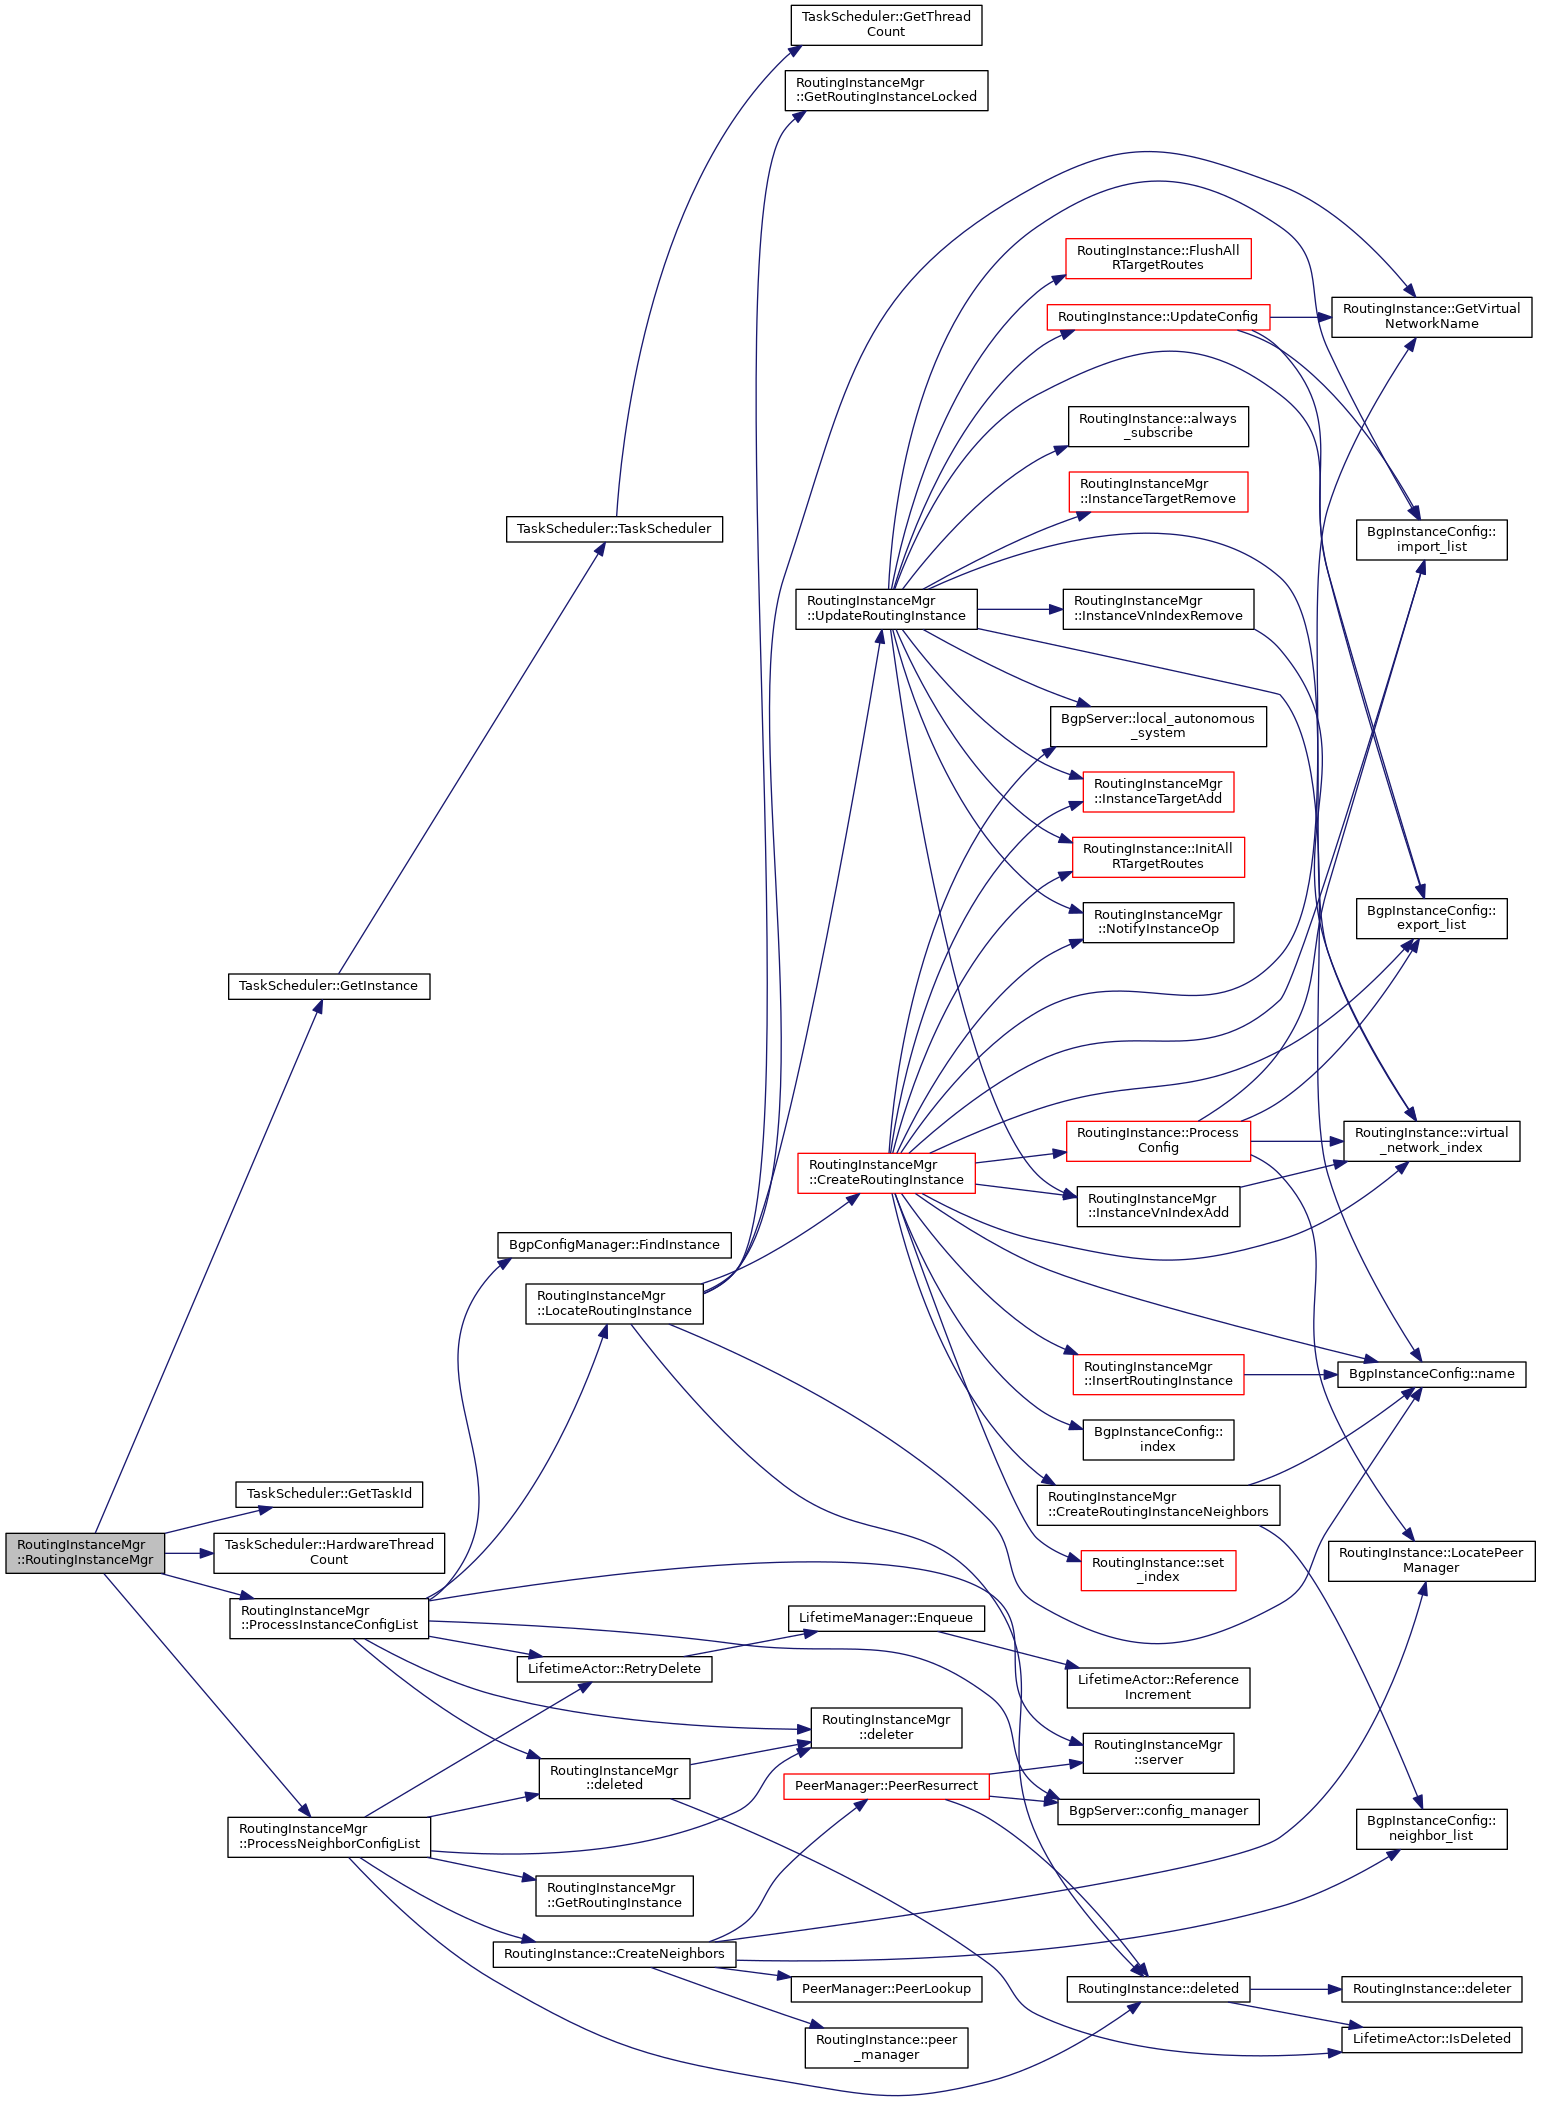 TaskScheduler::GetThread
Count
RoutingInstanceMgr
::GetRoutingInstanceLocked
RoutingInstance::FlushAll
RTargetRoutes
RoutingInstance::GetVirtual
NetworkName
RoutingInstance::UpdateConfig
RoutingInstance::always
_subscribe
RoutingInstanceMgr
::InstanceTargetRemove
TaskScheduler::TaskScheduler
BgpInstanceConfig::
import_list
RoutingInstanceMgr
::UpdateRoutingInstance
RoutingInstanceMgr
::InstanceVnIndexRemove
BgpServer::local_autonomous
_system
RoutingInstanceMgr
::InstanceTargetAdd
RoutingInstance::InitAll
RTargetRoutes
RoutingInstanceMgr
::NotifyInstanceOp
BgpInstanceConfig::
export_list
TaskScheduler::GetInstance
RoutingInstance::Process
Config
RoutingInstance::virtual
_network_index
RoutingInstanceMgr
::CreateRoutingInstance
RoutingInstanceMgr
::InstanceVnIndexAdd
BgpConfigManager::FindInstance
RoutingInstanceMgr
::LocateRoutingInstance
RoutingInstanceMgr
::InsertRoutingInstance
BgpInstanceConfig::name
BgpInstanceConfig::
index
TaskScheduler::GetTaskId
RoutingInstanceMgr
::CreateRoutingInstanceNeighbors
RoutingInstanceMgr
::RoutingInstanceMgr
TaskScheduler::HardwareThread
Count
RoutingInstance::LocatePeer
Manager
RoutingInstance::set
_index
RoutingInstanceMgr
::ProcessInstanceConfigList
LifetimeManager::Enqueue
LifetimeActor::RetryDelete
LifetimeActor::Reference
Increment
RoutingInstanceMgr
::deleter
RoutingInstanceMgr
::server
RoutingInstanceMgr
::deleted
PeerManager::PeerResurrect
BgpServer::config_manager
RoutingInstanceMgr
::ProcessNeighborConfigList
BgpInstanceConfig::
neighbor_list
RoutingInstanceMgr
::GetRoutingInstance
RoutingInstance::CreateNeighbors
PeerManager::PeerLookup
RoutingInstance::deleted
RoutingInstance::deleter
RoutingInstance::peer
_manager
LifetimeActor::IsDeleted